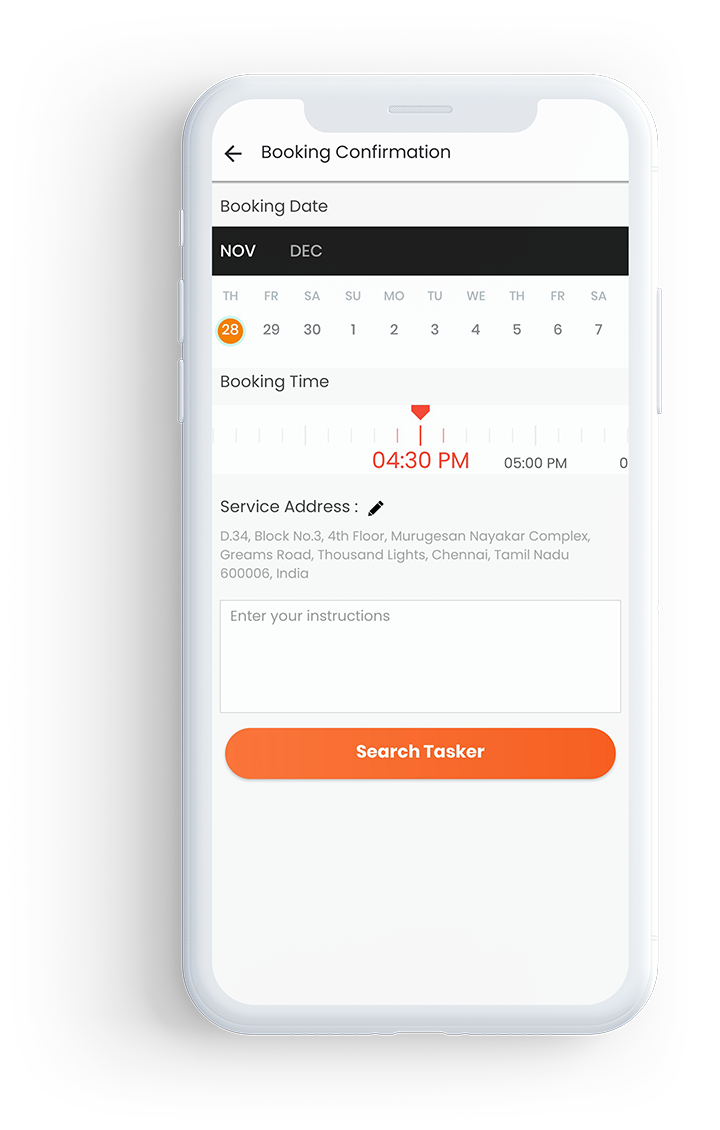 Booking Confirmation
Booking Date
NOV DEC
TH FR SA SU MO TU WE TH FR SA
28 29 30 1 2 3 4 5 6 7
Booking Time
04:30 PM 05:00 PM 0
Service Address :
D.34, Block No.3, 4th Floor, Murugesan Nayakar Complex,
Greams Road, Thousand Lights, Chennai, Tamil Nadu
600006, India
Enter your instructions
Search Tasker